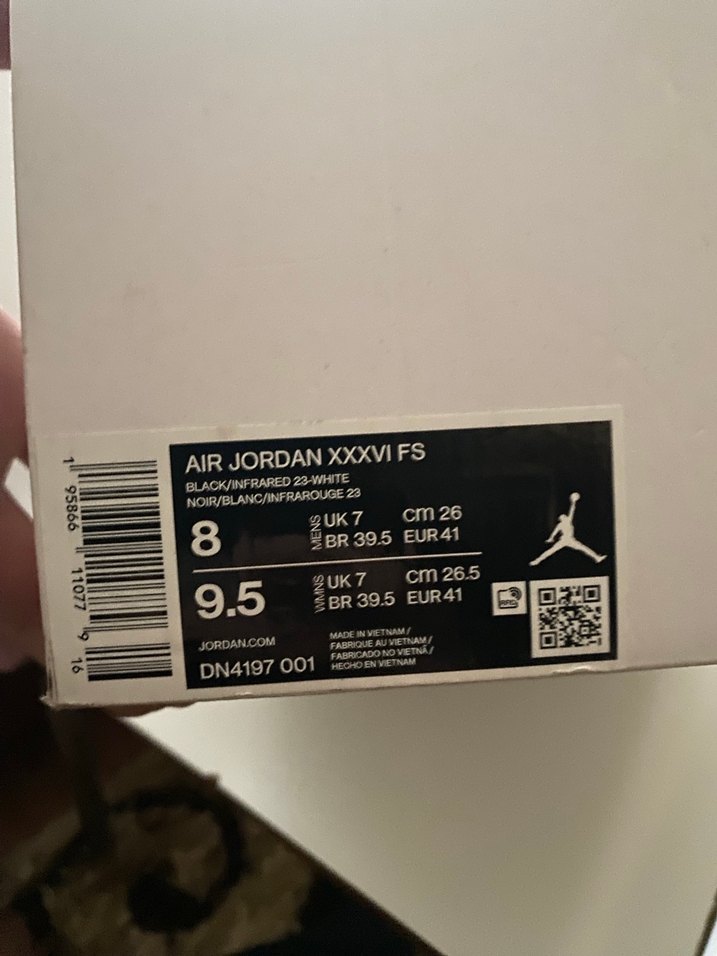 AIR JORDAN XXXVI FS
BLACK/INFRARED 23-WHITE
NOIR/BLANC/INFRAROUGE 23
8 MENS UK 7 cm 26
BR 39.5 EUR 41
9.5 WMNS UK 7 cm 26.5
BR 39.5 EUR 41
RFID
JORDAN.COM
DN4197 001
MADE IN VIETNAM /
FABRIQUE AU VIETNAM /
FABRICADO NO VIETNÃ /
HECHO EN VIETNAM
1 95866 11077 9 16